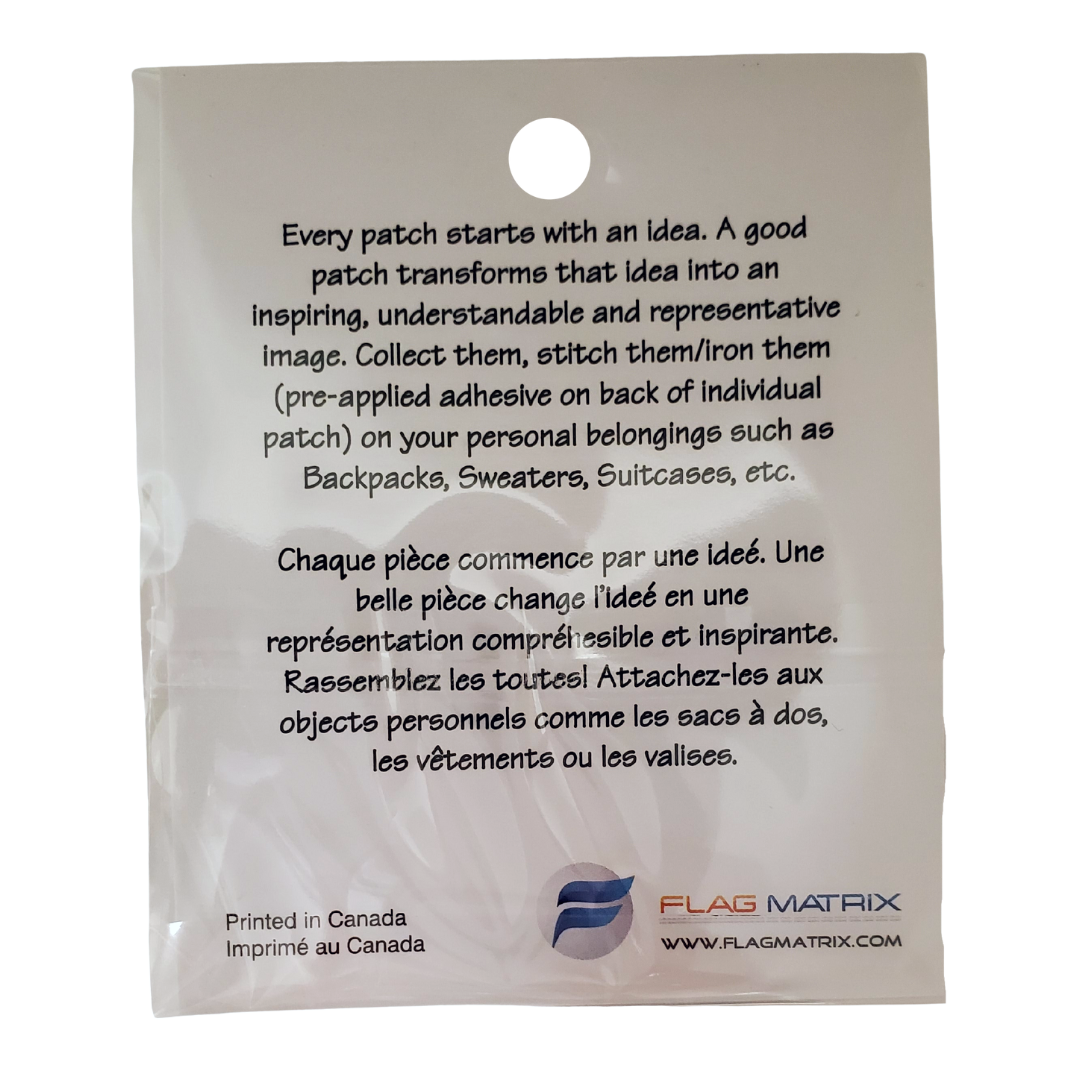 Every patch starts with an idea. A good
patch transforms that idea into an
inspiring, understandable and representative
image. Collect them, stitch them/iron them
(pre-applied adhesive on back of individual
patch) on your personal belongings such as
Backpacks, Sweaters, Suitcases, etc.
Chaque pièce commence par une ideé. Une
belle pièce change l'ideé en une
représentation compréhesible et inspirante.
Rassemblez les toutes! Attachez-les aux
objects personnels comme les sacs à dos,
les vêtements ou les valises.
Printed in Canada
Imprimé au Canada
FLAG MATRIX
WWW.FLAGMATRIX.COM